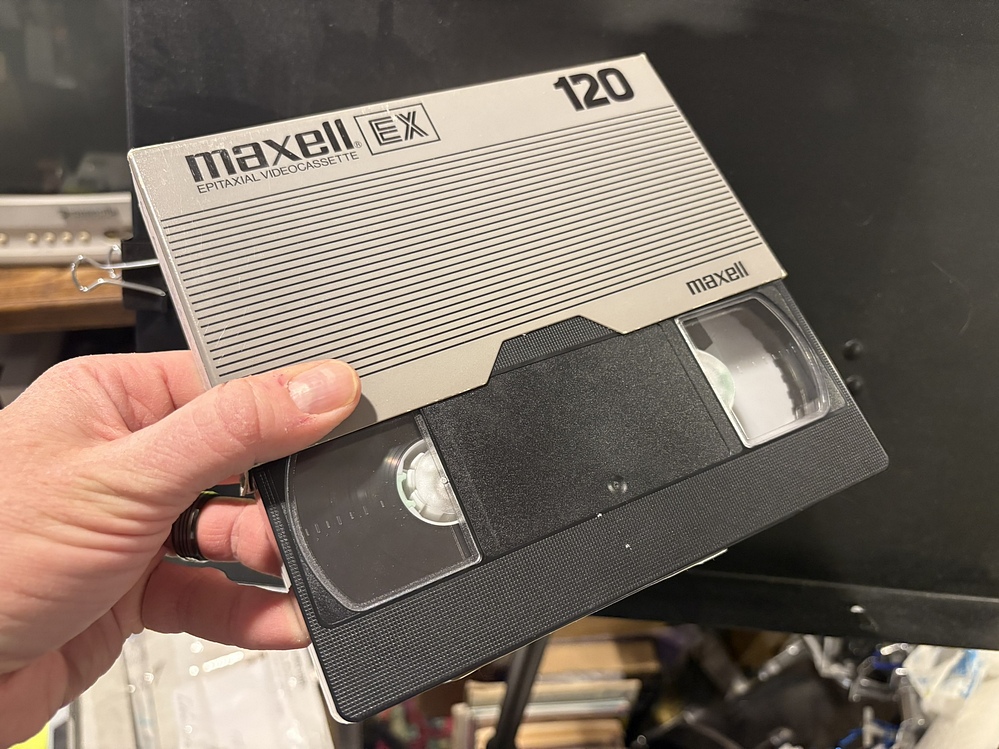 maxell® EX
EPITAXIAL VIDEOCASSETTE
120
maxell